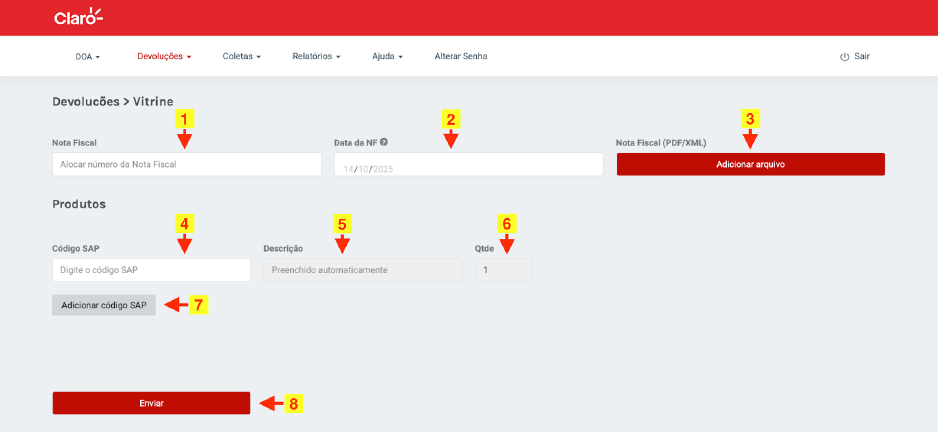 Claro
DOA Devoluções Coletas Relatórios Ajuda Alterar Senha Sair
Devolucões > Vitrine
1 2 3
Nota Fiscal Data da NF ? Nota Fiscal (PDF/XML)
Alocar número da Nota Fiscal 14/10/2025 Adicionar arquivo
Produtos
4 5 6
Código SAP Descrição Qtde
Digite o código SAP Preenchido automaticamente 1
Adicionar código SAP 7
Enviar 8